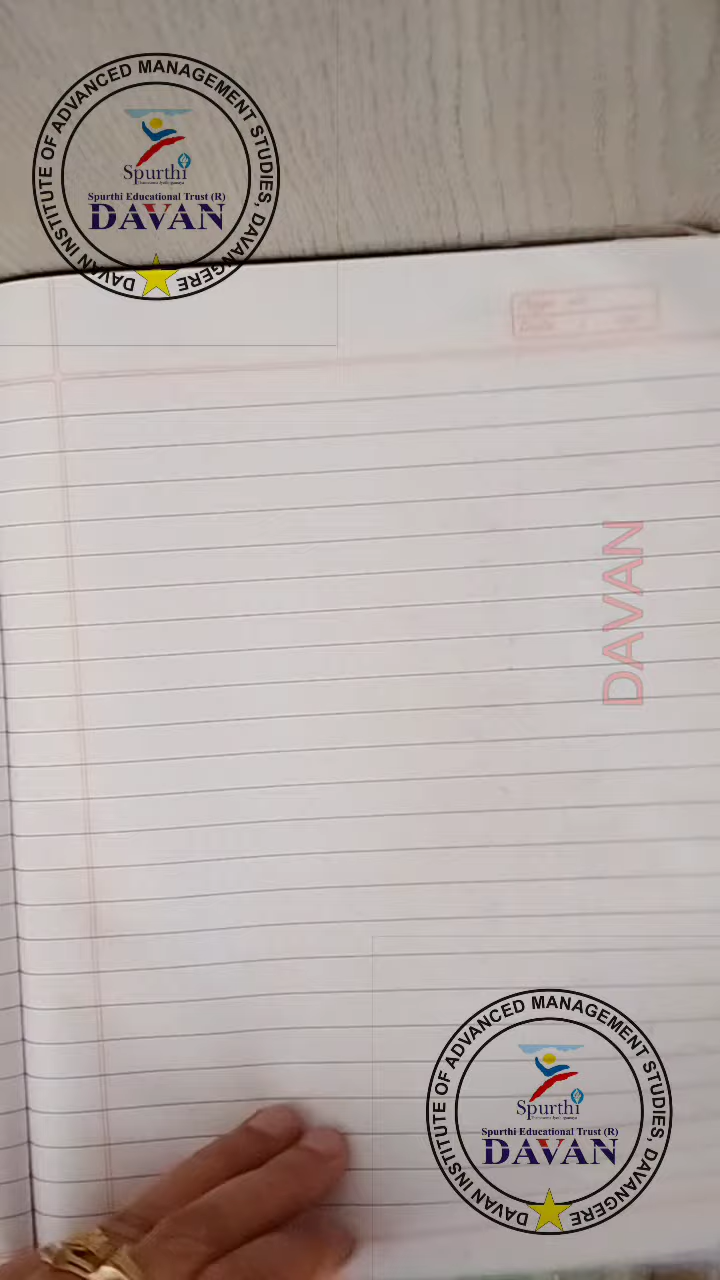 DAVAN INSTITUTE OF ADVANCED MANAGEMENT STUDIES, DAVANGERE
Spurthi
Spurthi Educational Trust (R)
DAVAN
DAVAN
DAVAN INSTITUTE OF ADVANCED MANAGEMENT STUDIES, DAVANGERE
Spurthi
Spurthi Educational Trust (R)
DAVAN